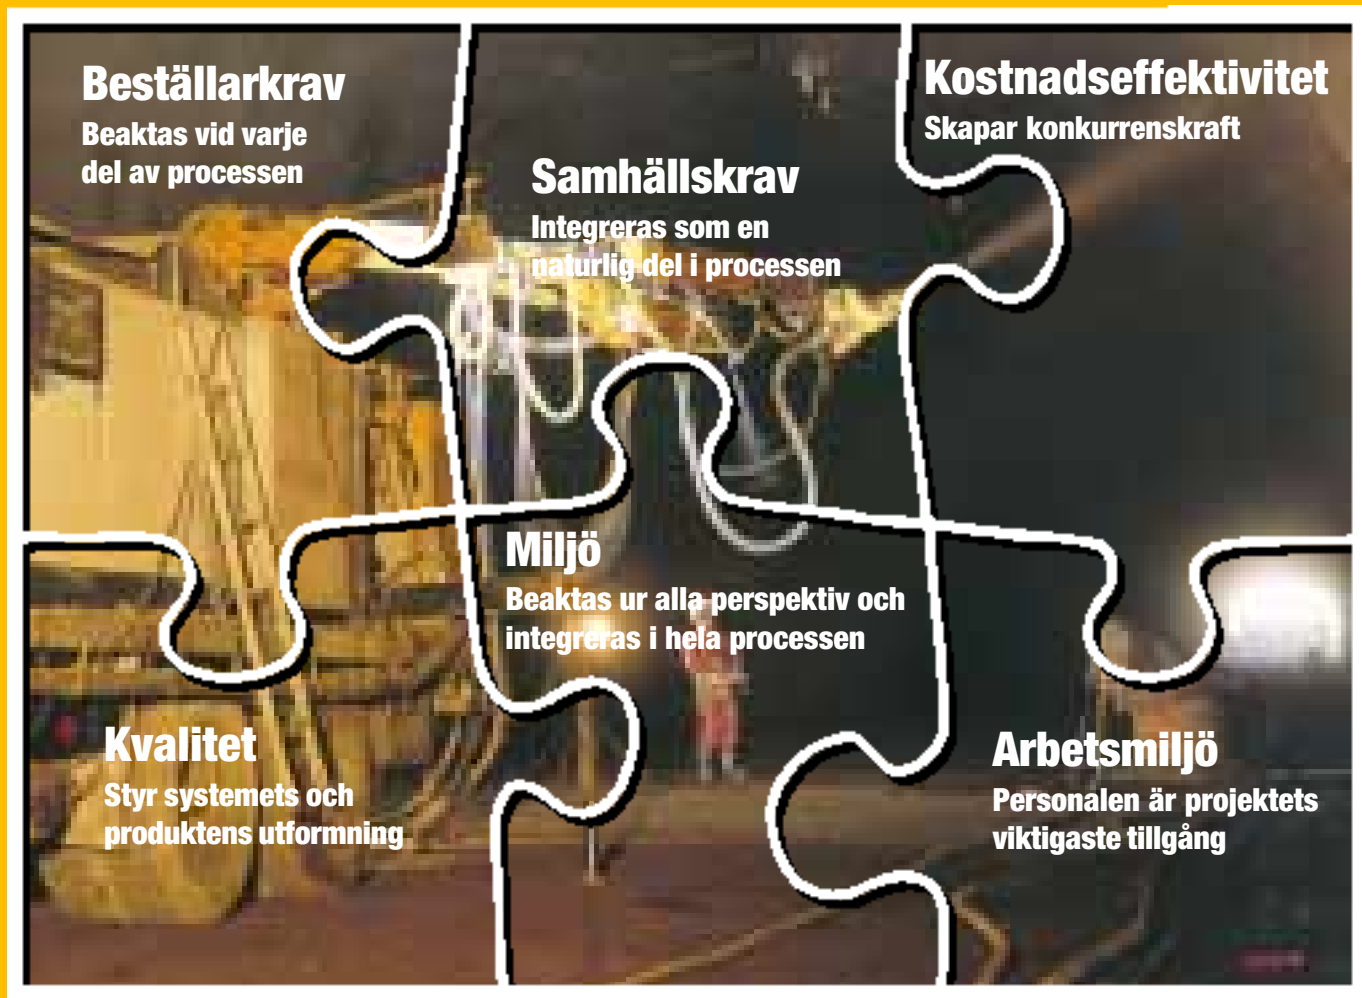 Beställarkrav
Beaktas vid varje
del av processen
Samhällskrav
Integreras som en
naturlig del i processen
Kostnadseffektivitet
Skapar konkurrenskraft
Miljö
Beaktas ur alla perspektiv och
integreras i hela processen
Kvalitet
Styr systemets och
produktens utformning
Arbetsmiljö
Personalen är projektets
viktigaste tillgång